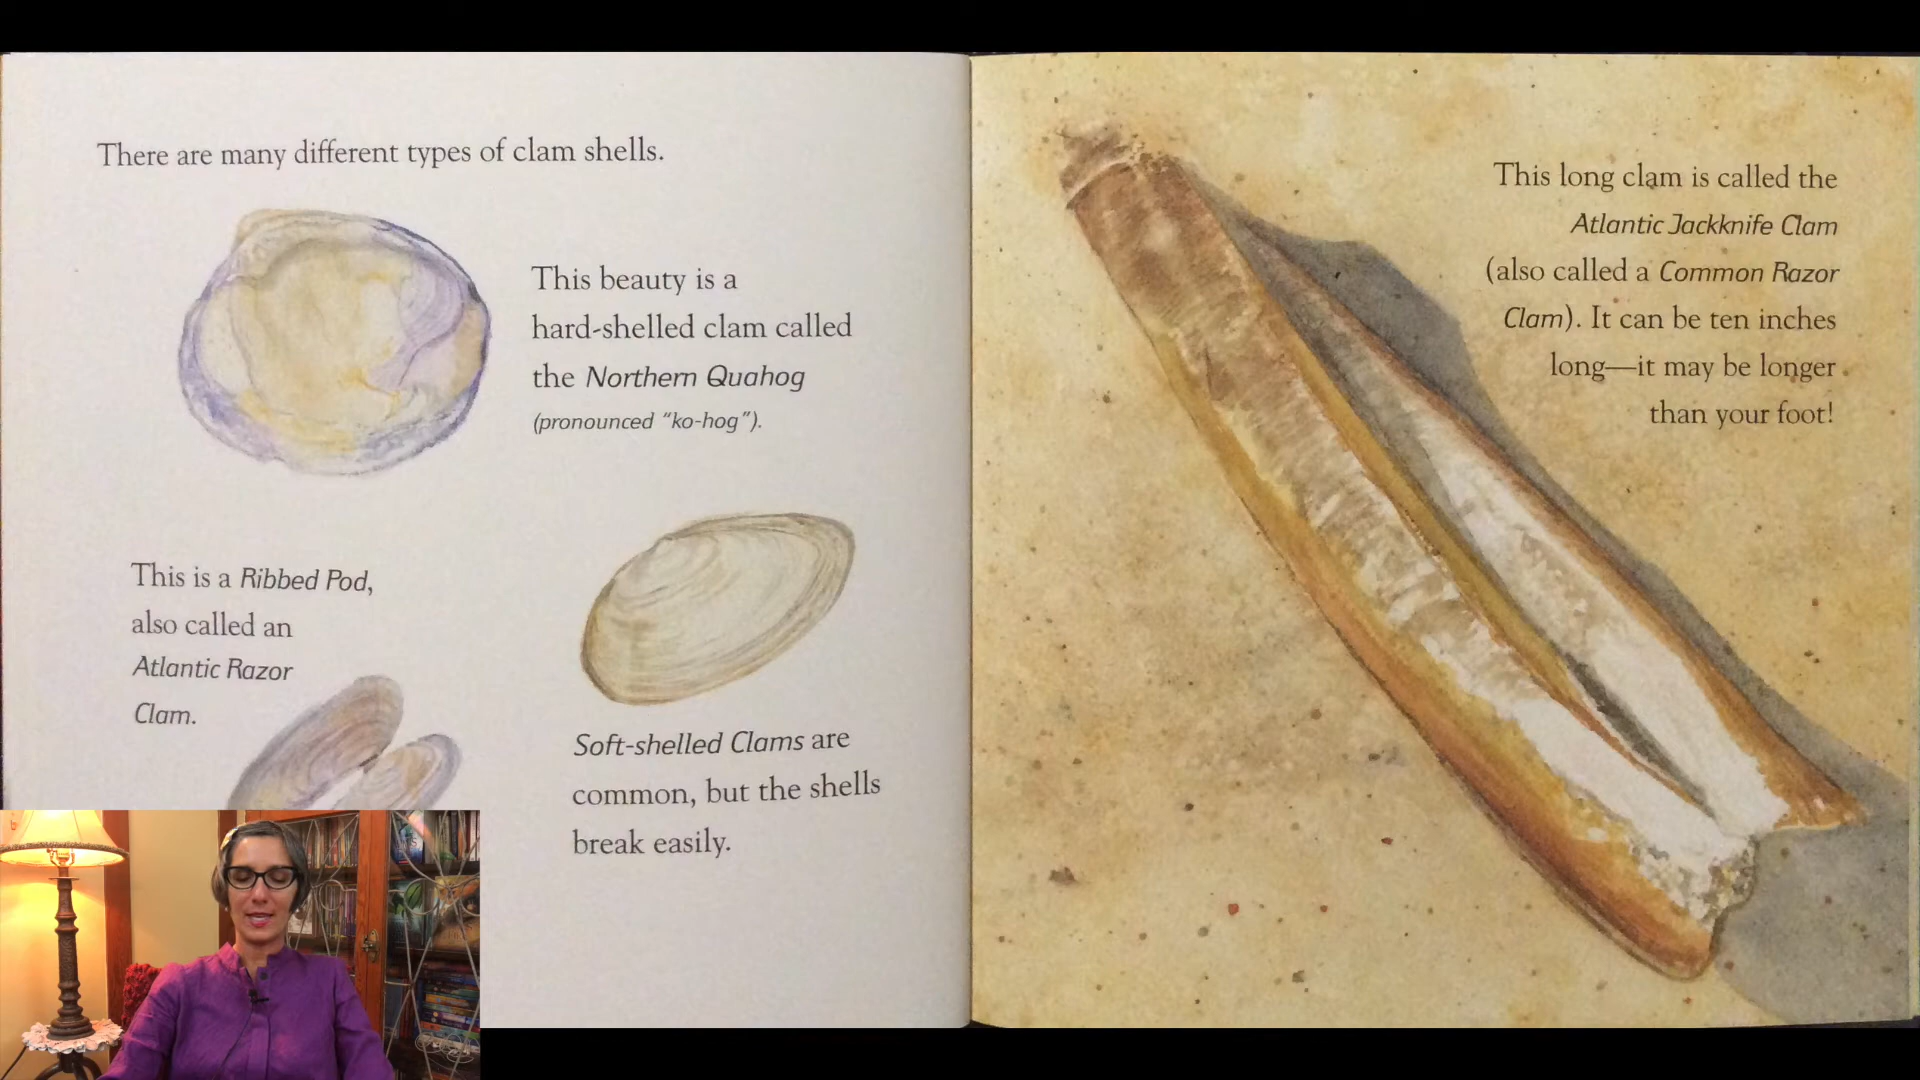 There are many different types of clam shells.
This beauty is a
hard-shelled clam called
the Northern Quahog
(pronounced “ko-hog”).
This is a Ribbed Pod,
also called an
Atlantic Razor
Clam.
Soft-shelled Clams are
common, but the shells
break easily.
This long clam is called the
Atlantic Jackknife Clam
(also called a Common Razor
Clam). It can be ten inches
long—it may be longer
than your foot!